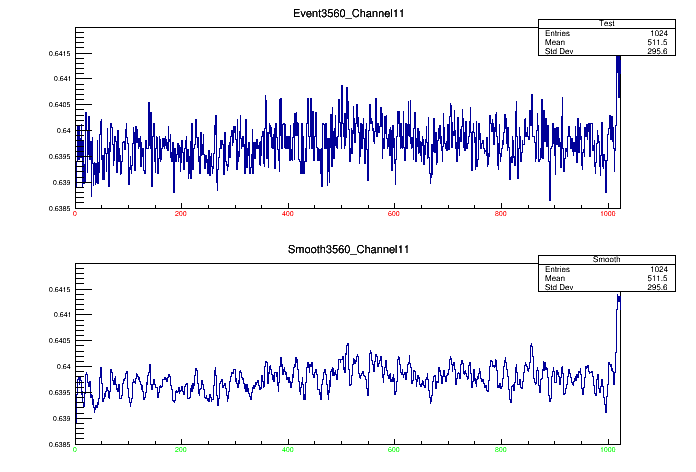 Event3560_Channel11
Test
Entries 1024
Mean 511.5
Std Dev 295.6
0.6415
0.641
0.6405
0.64
0.6395
0.639
0.6385
0 200 400 600 800 1000
Smooth3560_Channel11
Smooth
Entries 1024
Mean 511.5
Std Dev 295.6
0.6415
0.641
0.6405
0.64
0.6395
0.639
0.6385
0 200 400 600 800 1000